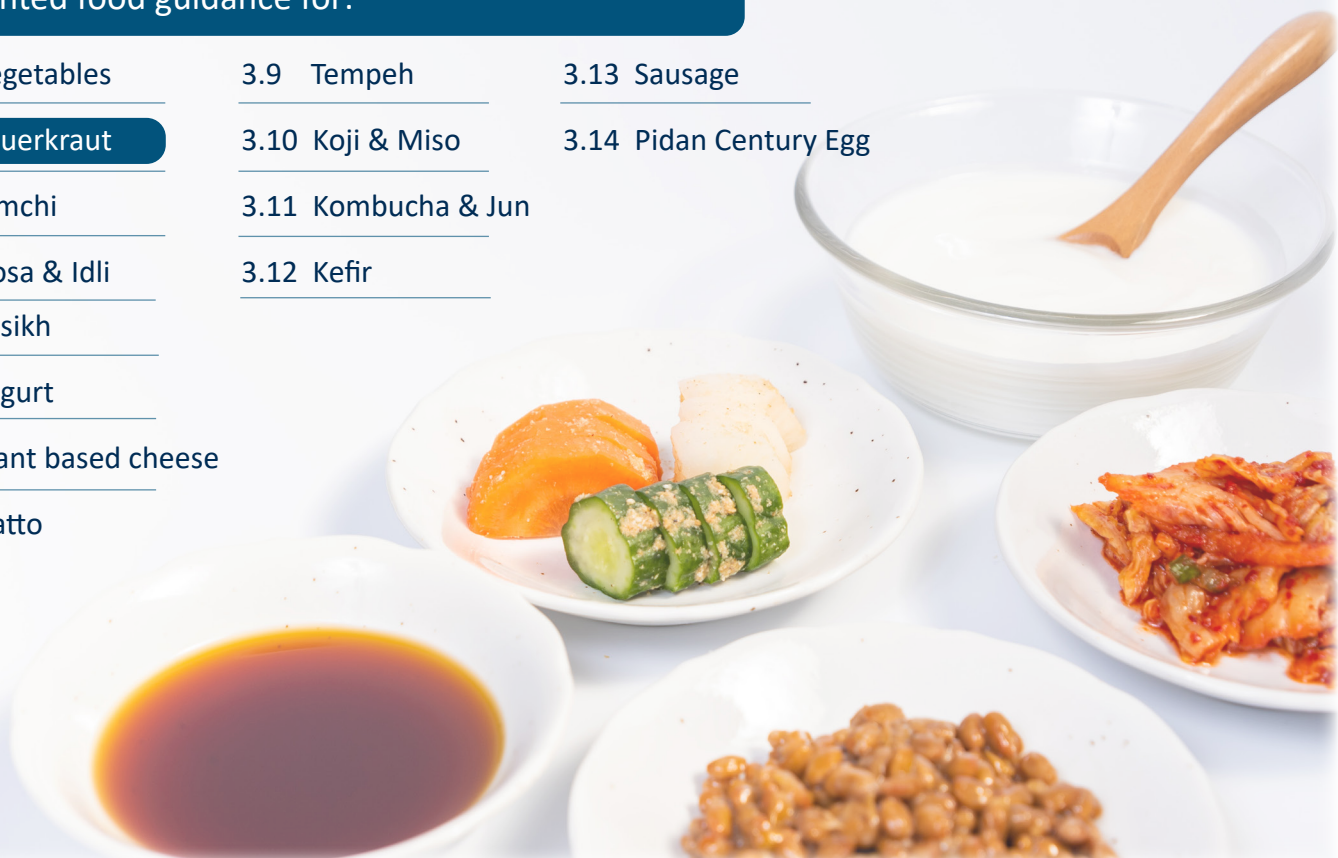 nted food guidance for:
egetables
uerkraut
mchi
osa & Idli
sikh
gurt
ant based cheese
atto
3.9 Tempeh
3.10 Koji & Miso
3.11 Kombucha & Jun
3.12 Kefir
3.13 Sausage
3.14 Pidan Century Egg